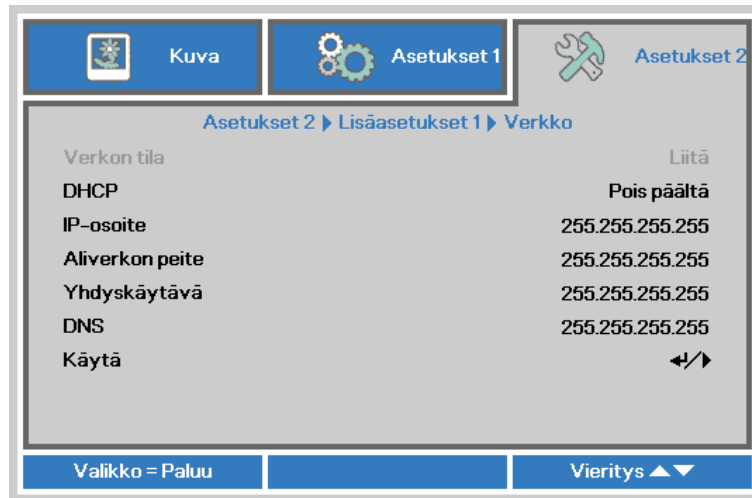 Kuva Asetukset 1 Asetukset 2
Asetukset 2 ▶ Lisäasetukset 1 ▶ Verkko
Verkon tila Liitä
DHCP Pois päältä
IP-osoite 255.255.255.255
Aliverkon peite 255.255.255.255
Yhdyskäytävä 255.255.255.255
DNS 255.255.255.255
Käytä ↵/▶
Valikko = Paluu Vieritys ▲▼